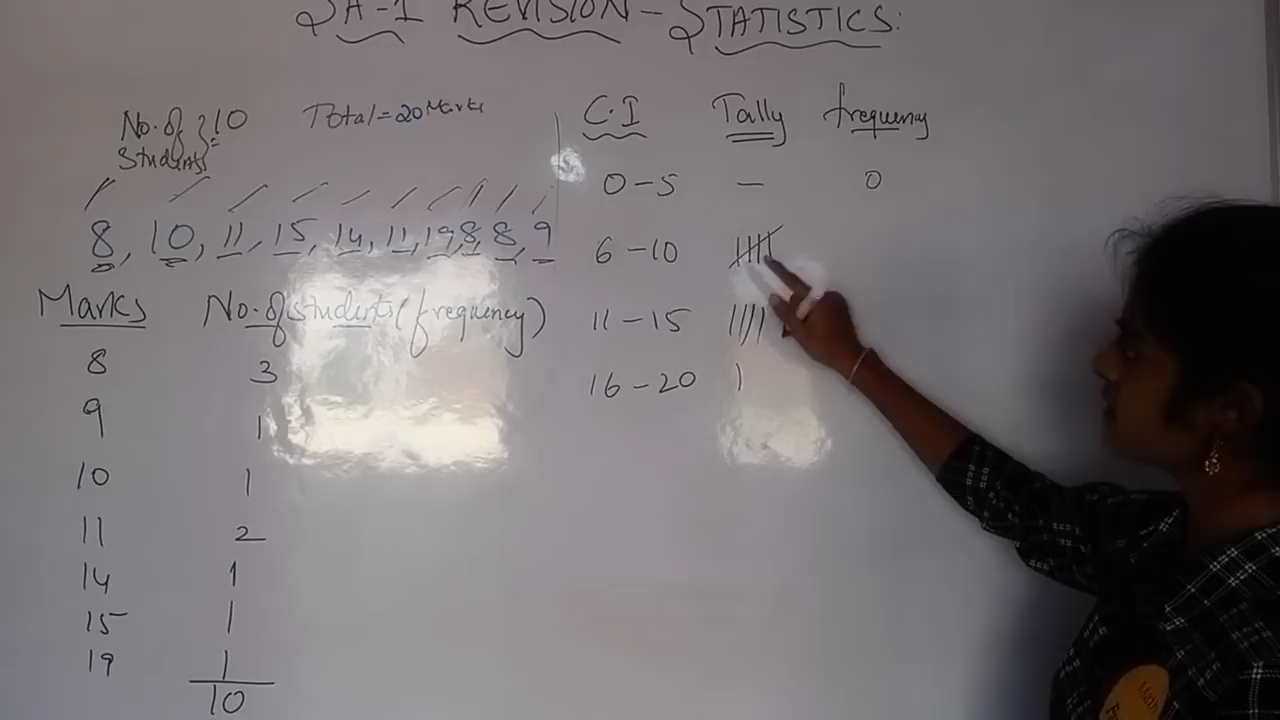 SA-1 REVISION - STATISTICS:
No. of Students } 10
Total = 20 Marks
8, 10, 11, 15, 14, 11, 19, 8, 8, 9
Marks No. of students (frequency)
8 3
9 1
10 1
11 2
14 1
15 1
19 1
10
C.I Tally frequency
0-5 — 0
6-10 ||||
11-15 ||||
16-20 |
Math